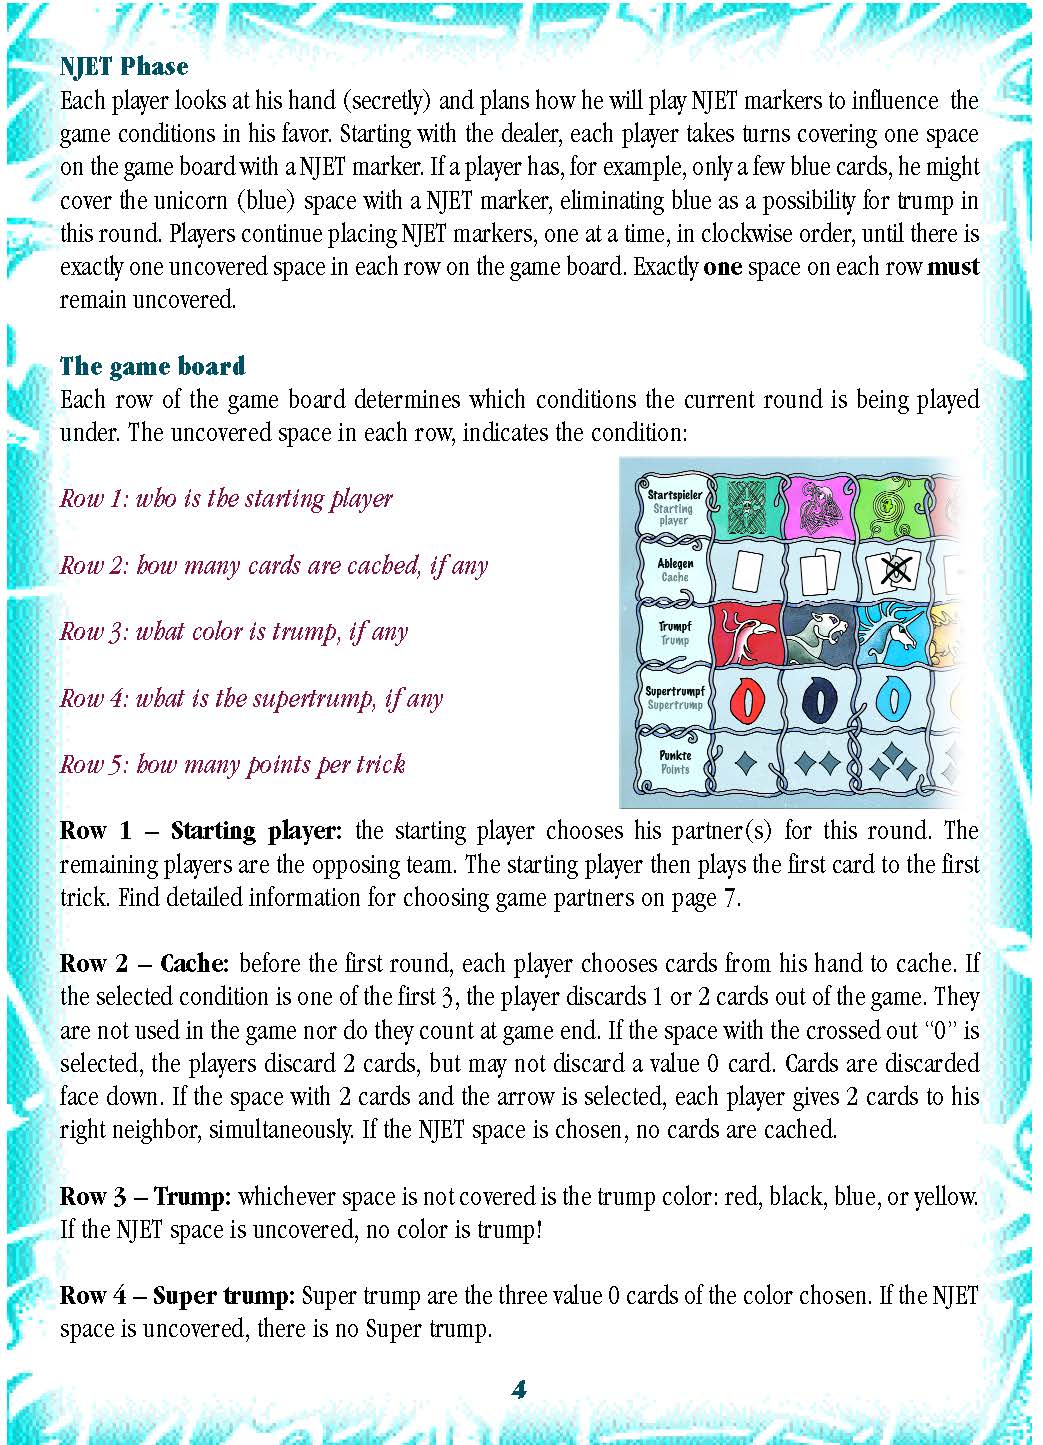 NJET Phase
Each player looks at his hand (secretly) and plans how he will play NJET markers to influence the
game conditions in his favor. Starting with the dealer, each player takes turns covering one space
on the game board with a NJET marker. If a player has, for example, only a few blue cards, he might
cover the unicorn (blue) space with a NJET marker, eliminating blue as a possibility for trump in
this round. Players continue placing NJET markers, one at a time, in clockwise order, until there is
exactly one uncovered space in each row on the game board. Exactly one space on each row must
remain uncovered.
The game board
Each row of the game board determines which conditions the current round is being played
under. The uncovered space in each row, indicates the condition:
Row 1: who is the starting player
Row 2: how many cards are cached, if any
Row 3: what color is trump, if any
Row 4: what is the supertrump, if any
Row 5: how many points per trick
Startspieler
Starting
player
Ablegen
Cache
0
Trumpf
Trump
Supertrumpf
Supertrump
0 0 0
Punkte
Points
Row 1 – Starting player: the starting player chooses his partner(s) for this round. The
remaining players are the opposing team. The starting player then plays the first card to the first
trick. Find detailed information for choosing game partners on page 7.
Row 2 – Cache: before the first round, each player chooses cards from his hand to cache. If
the selected condition is one of the first 3, the player discards 1 or 2 cards out of the game. They
are not used in the game nor do they count at game end. If the space with the crossed out “0” is
selected, the players discard 2 cards, but may not discard a value 0 card. Cards are discarded
face down. If the space with 2 cards and the arrow is selected, each player gives 2 cards to his
right neighbor, simultaneously. If the NJET space is chosen, no cards are cached.
Row 3 – Trump: whichever space is not covered is the trump color: red, black, blue, or yellow.
If the NJET space is uncovered, no color is trump!
Row 4 – Super trump: Super trump are the three value 0 cards of the color chosen. If the NJET
space is uncovered, there is no Super trump.
4